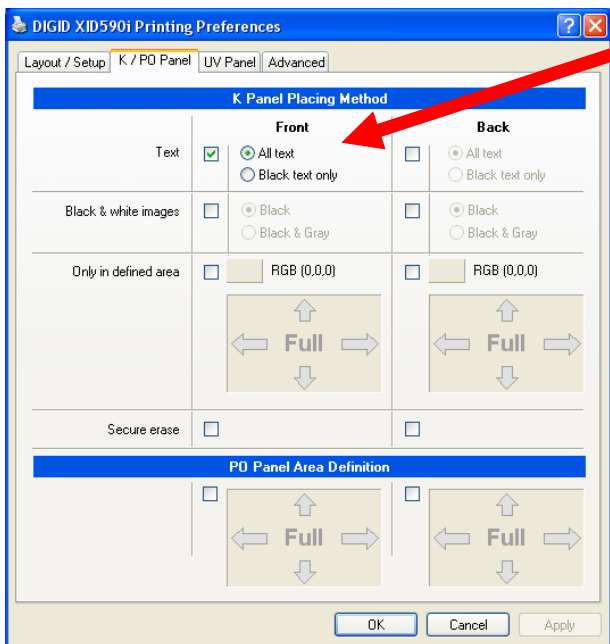 DIGID XID590i Printing Preferences
Layout / Setup K / PO Panel UV Panel Advanced
K Panel Placing Method
Front Back
Text All text All text
Black text only Black text only
Black & white images Black Black
Black & Gray Black & Gray
Only in defined area RGB (0,0,0) RGB (0,0,0)
Full Full
Secure erase
PO Panel Area Definition
Full Full
OK Cancel Apply